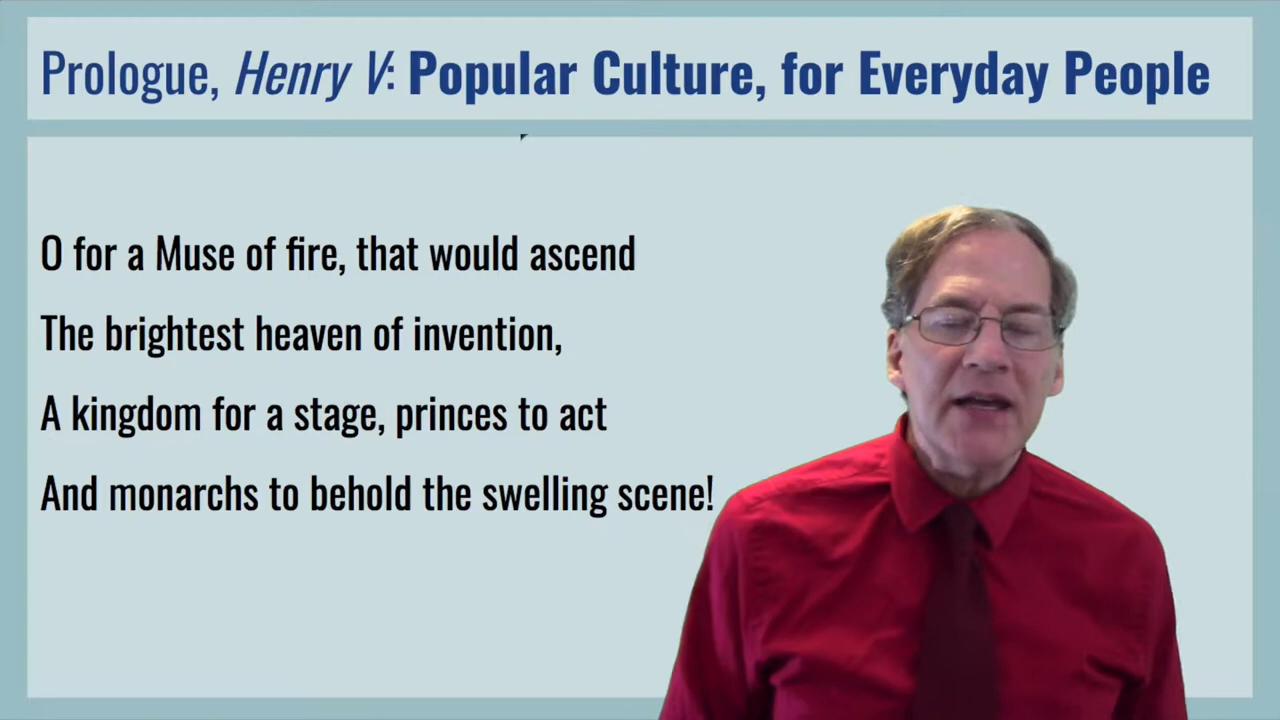 Prologue, Henry V: Popular Culture, for Everyday People
O for a Muse of fire, that would ascend
The brightest heaven of invention,
A kingdom for a stage, princes to act
And monarchs to behold the swelling scene!